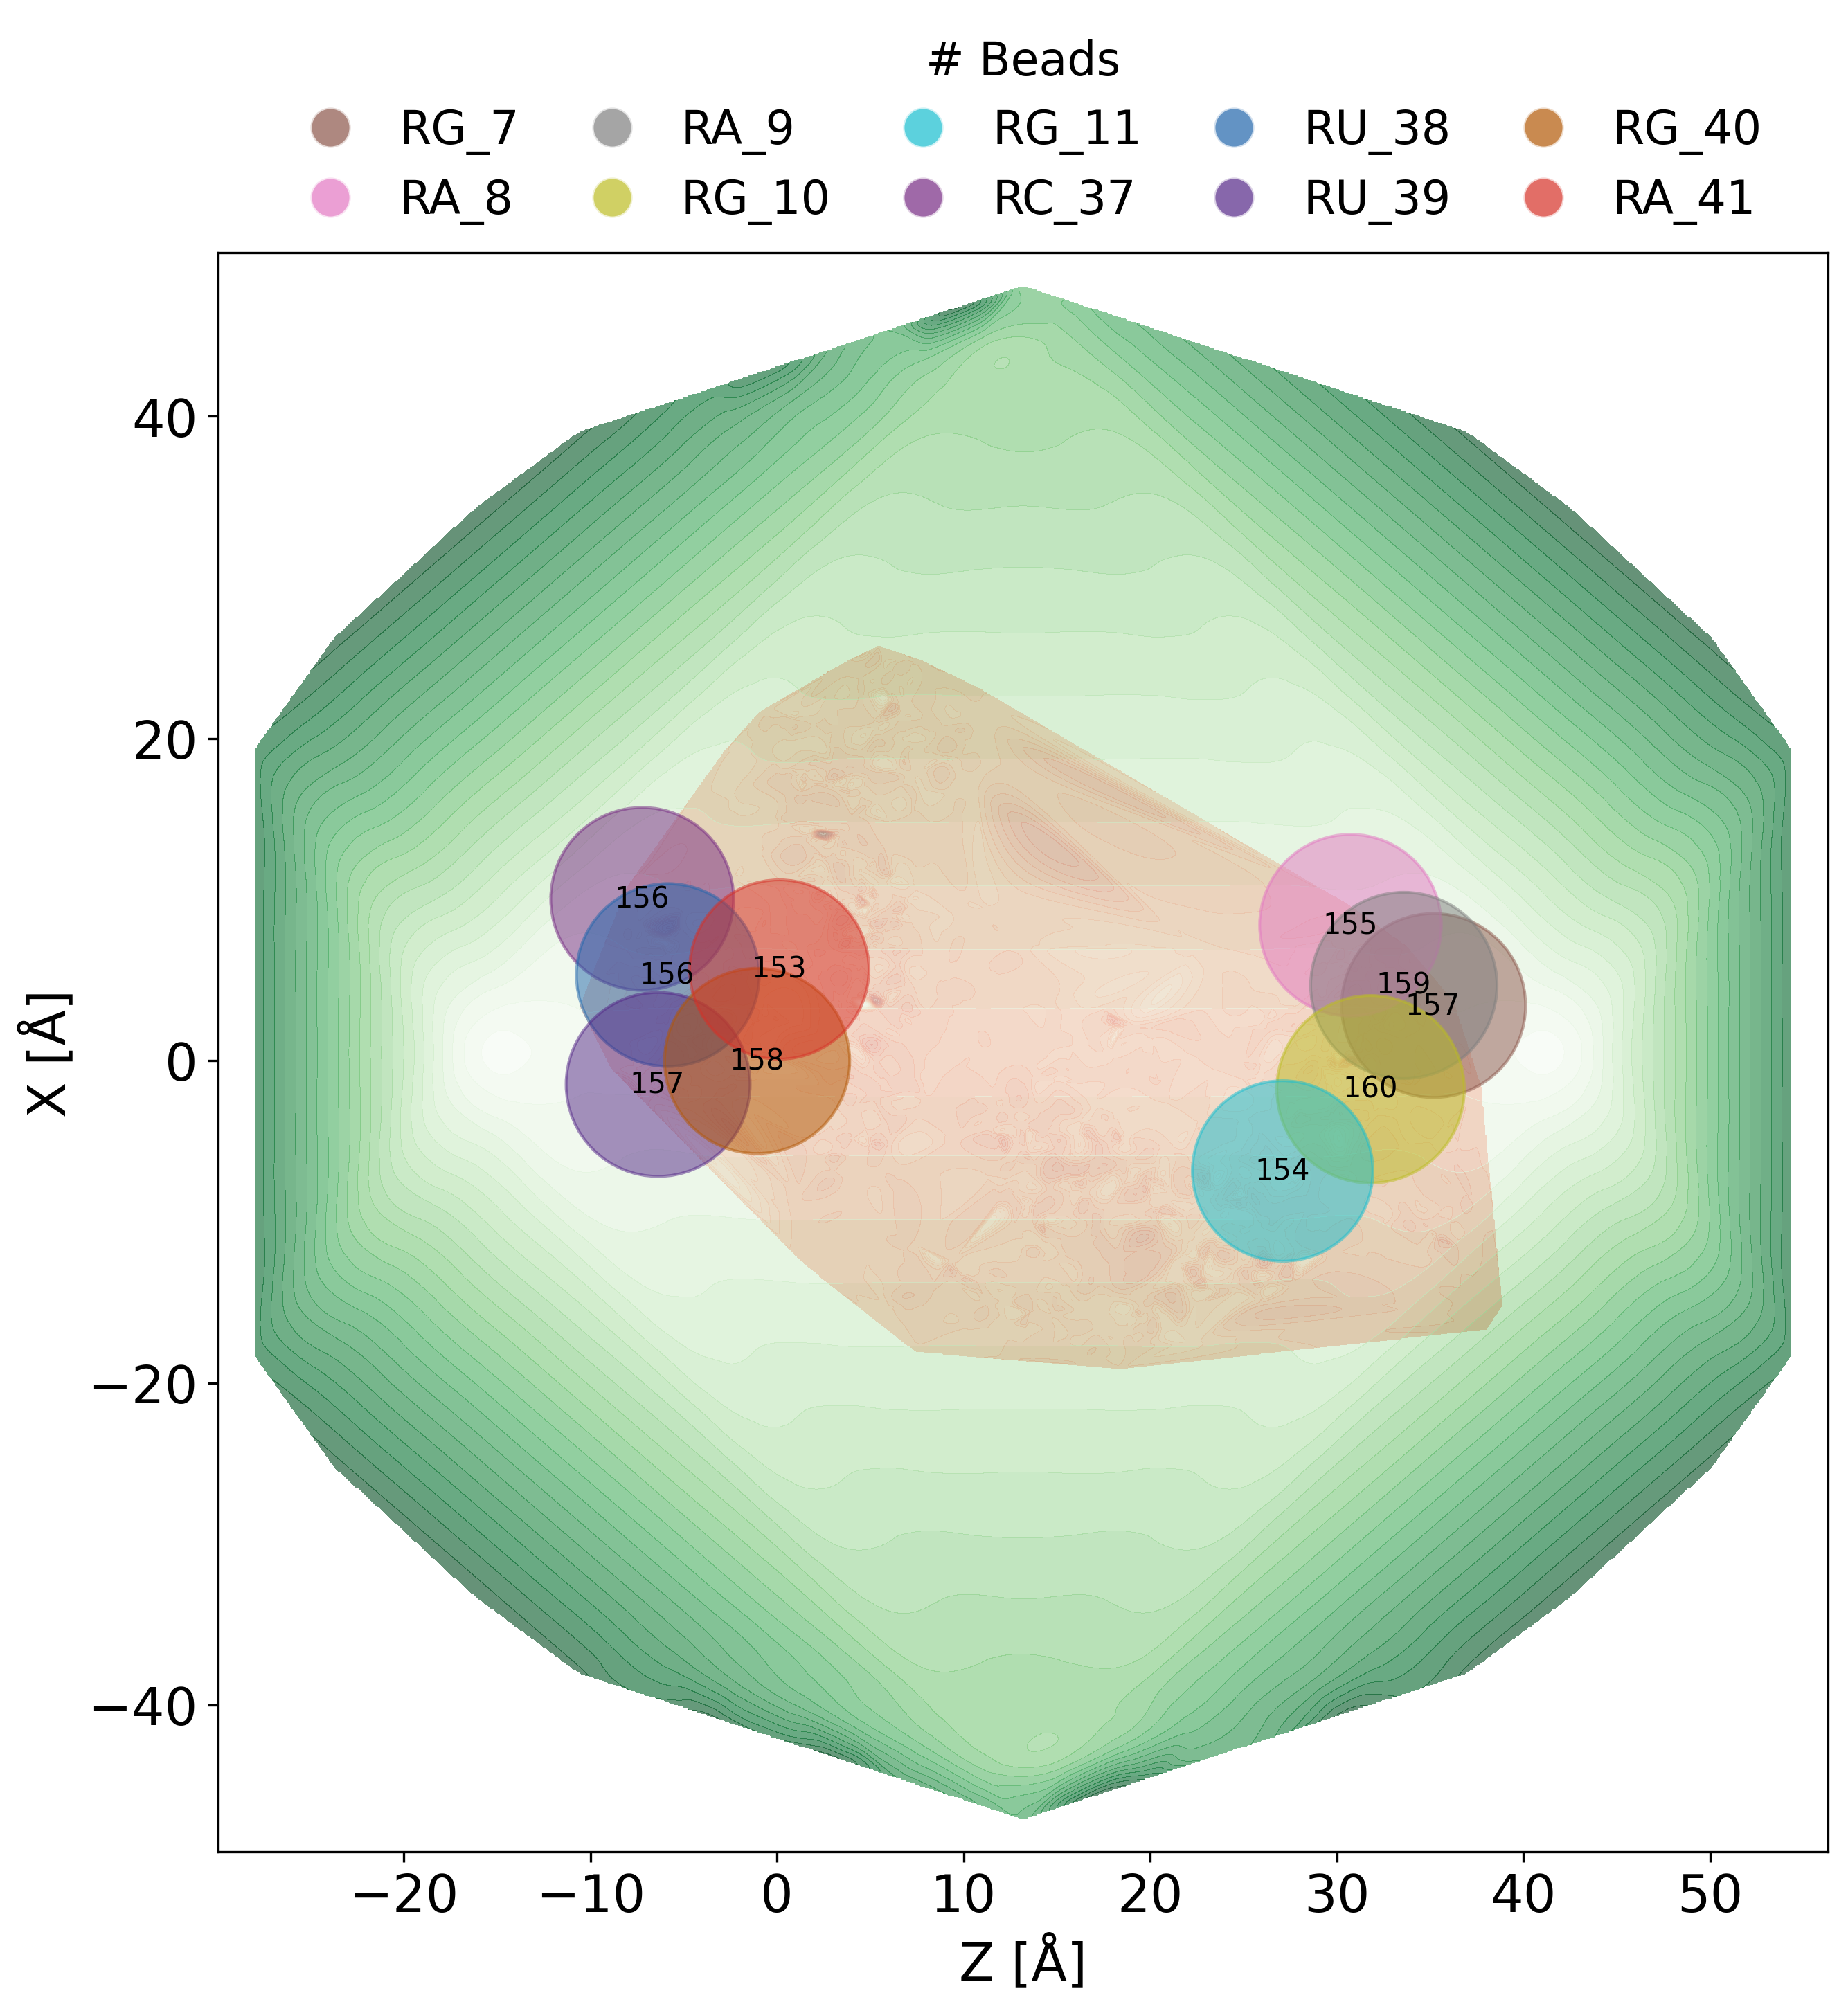 # Beads
RG_7 RA_9 RG_11 RU_38 RG_40
RA_8 RG_10 RC_37 RU_39 RA_41
40
20
0
−20
−40
X [Å]
156
156
153
157
158
155
159
157
160
154
−20 −10 0 10 20 30 40 50
Z [Å]